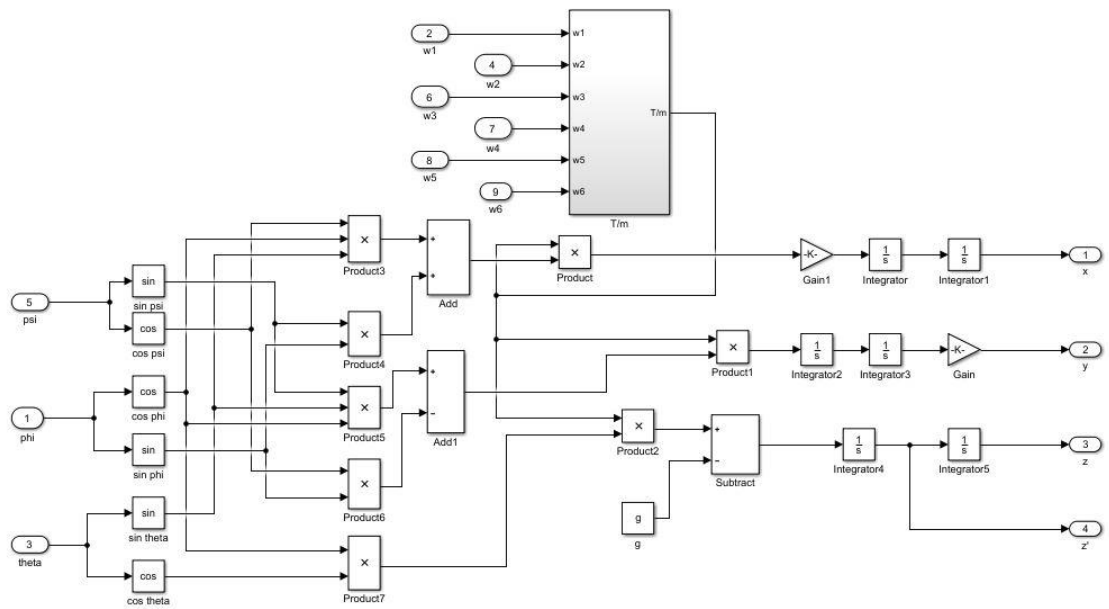 2
w1
w1
4
w2
w2
6
w3
w3
T/m
7
w4
w4
8
w5
w5
9
w6
w6
T/m
×
Product3
+
+
Add
×
Product
-K-
Gain1
1
s
Integrator
1
s
Integrator1
1
x
5
psi
sin
sin psi
cos
cos psi
×
Product4
×
Product1
1
s
Integrator2
1
s
Integrator3
-K-
Gain
2
y
1
phi
cos
cos phi
sin
sin phi
×
Product5
+
−
Add1
×
Product2
+
−
Subtract
1
s
Integrator4
1
s
Integrator5
3
z
×
Product6
g
g
4
z'
3
theta
sin
sin theta
cos
cos theta
×
Product7